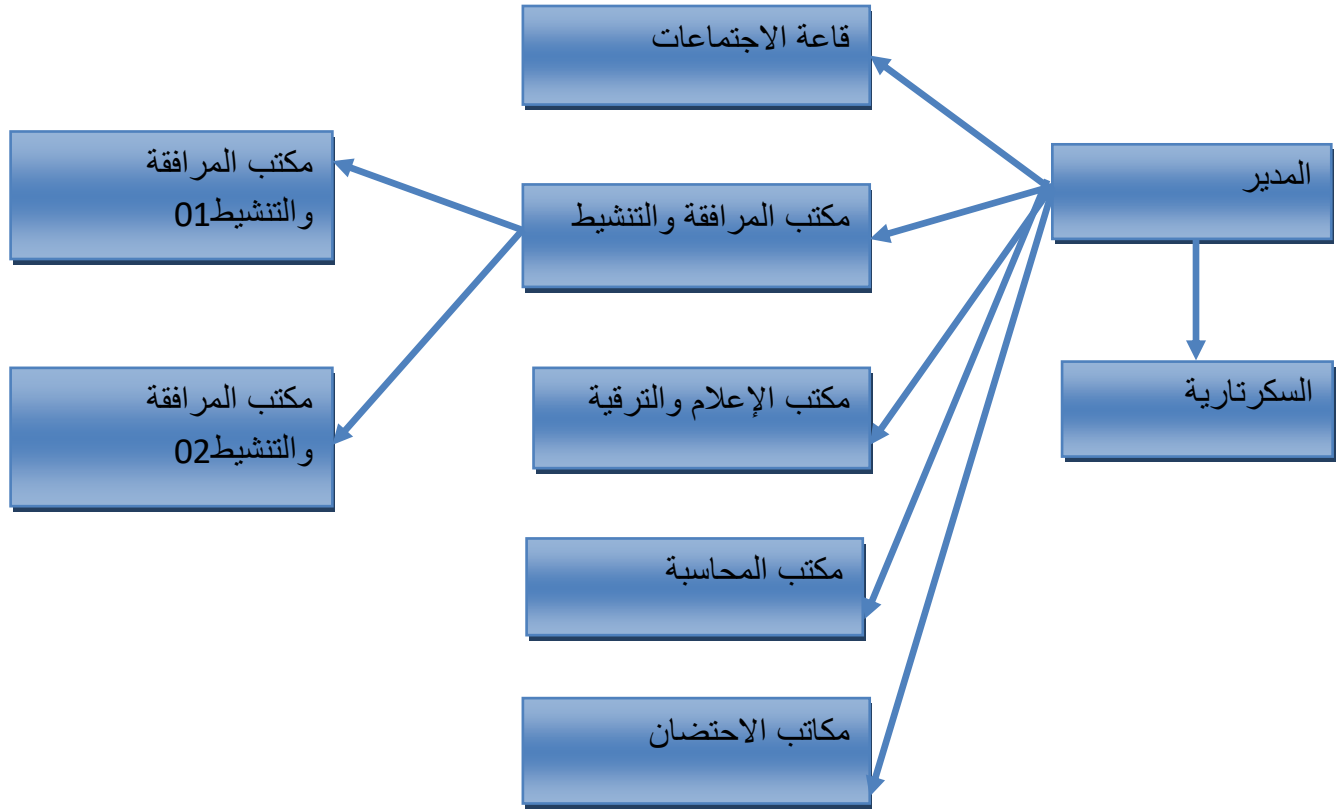 قاعة الاجتماعات
المدير
مكتب المرافقة
والتنشيط01
مكتب المرافقة والتنشيط
السكرتارية
مكتب الإعلام والترقية
مكتب المرافقة
والتنشيط02
مكتب المحاسبة
مكاتب الاحتضان